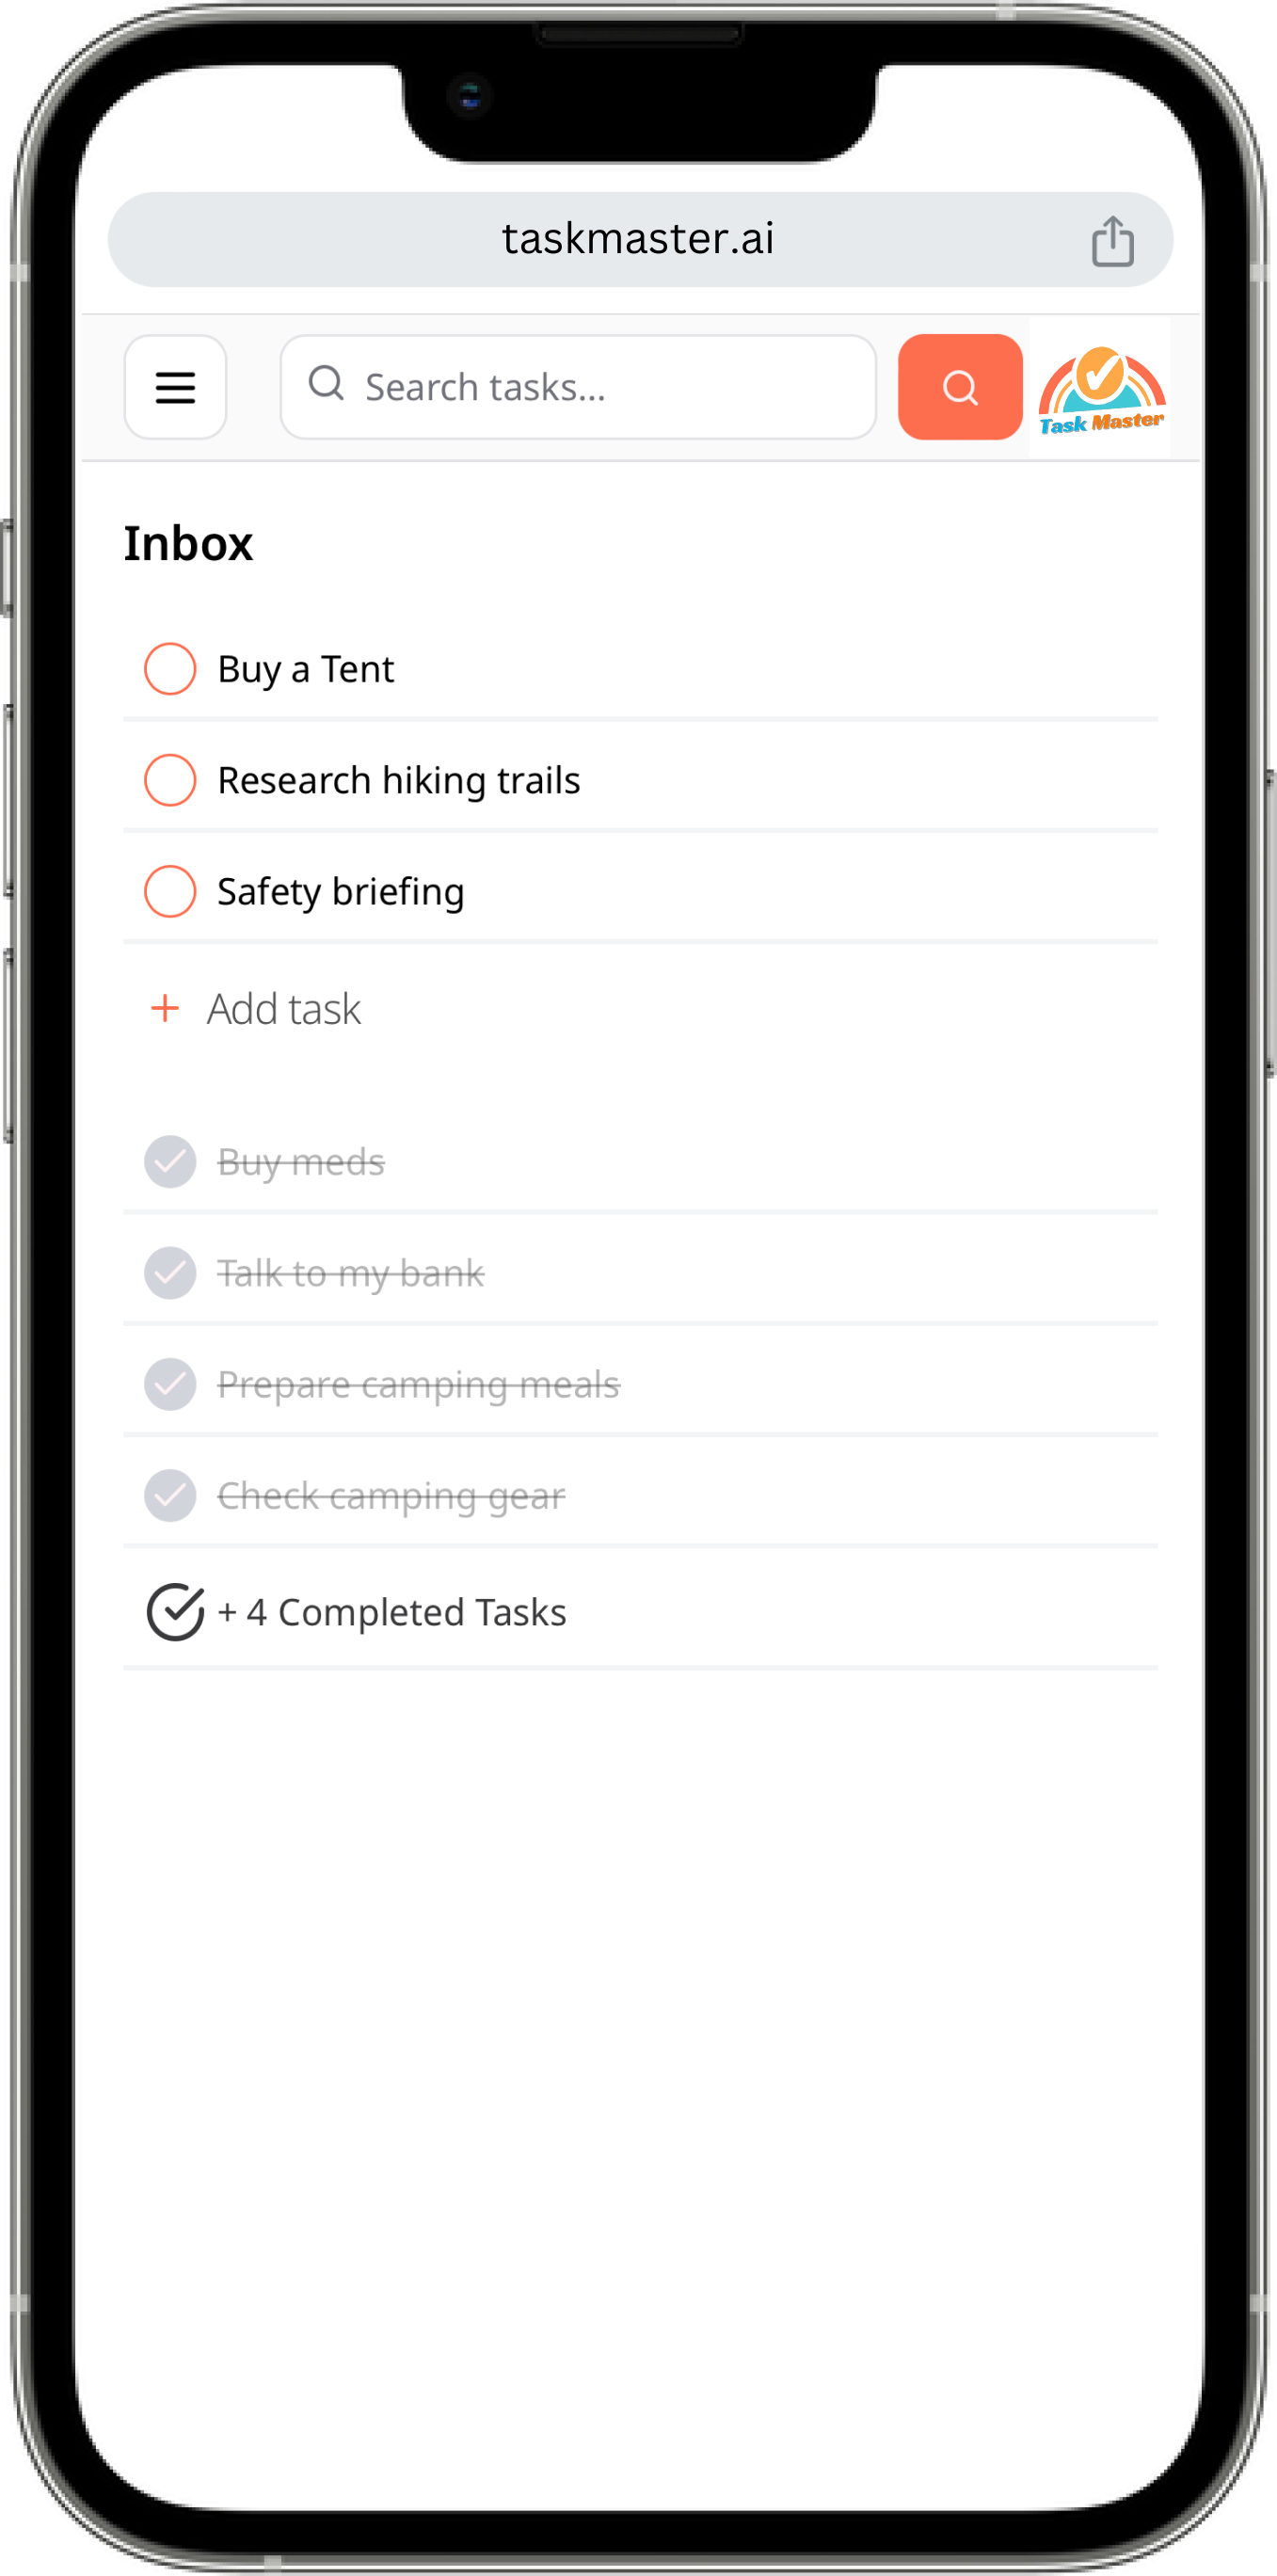 taskmaster.ai
Search tasks...
Task Master
Inbox
Buy a Tent
Research hiking trails
Safety briefing
+ Add task
Buy meds
Talk to my bank
Prepare camping meals
Check camping gear
+ 4 Completed Tasks